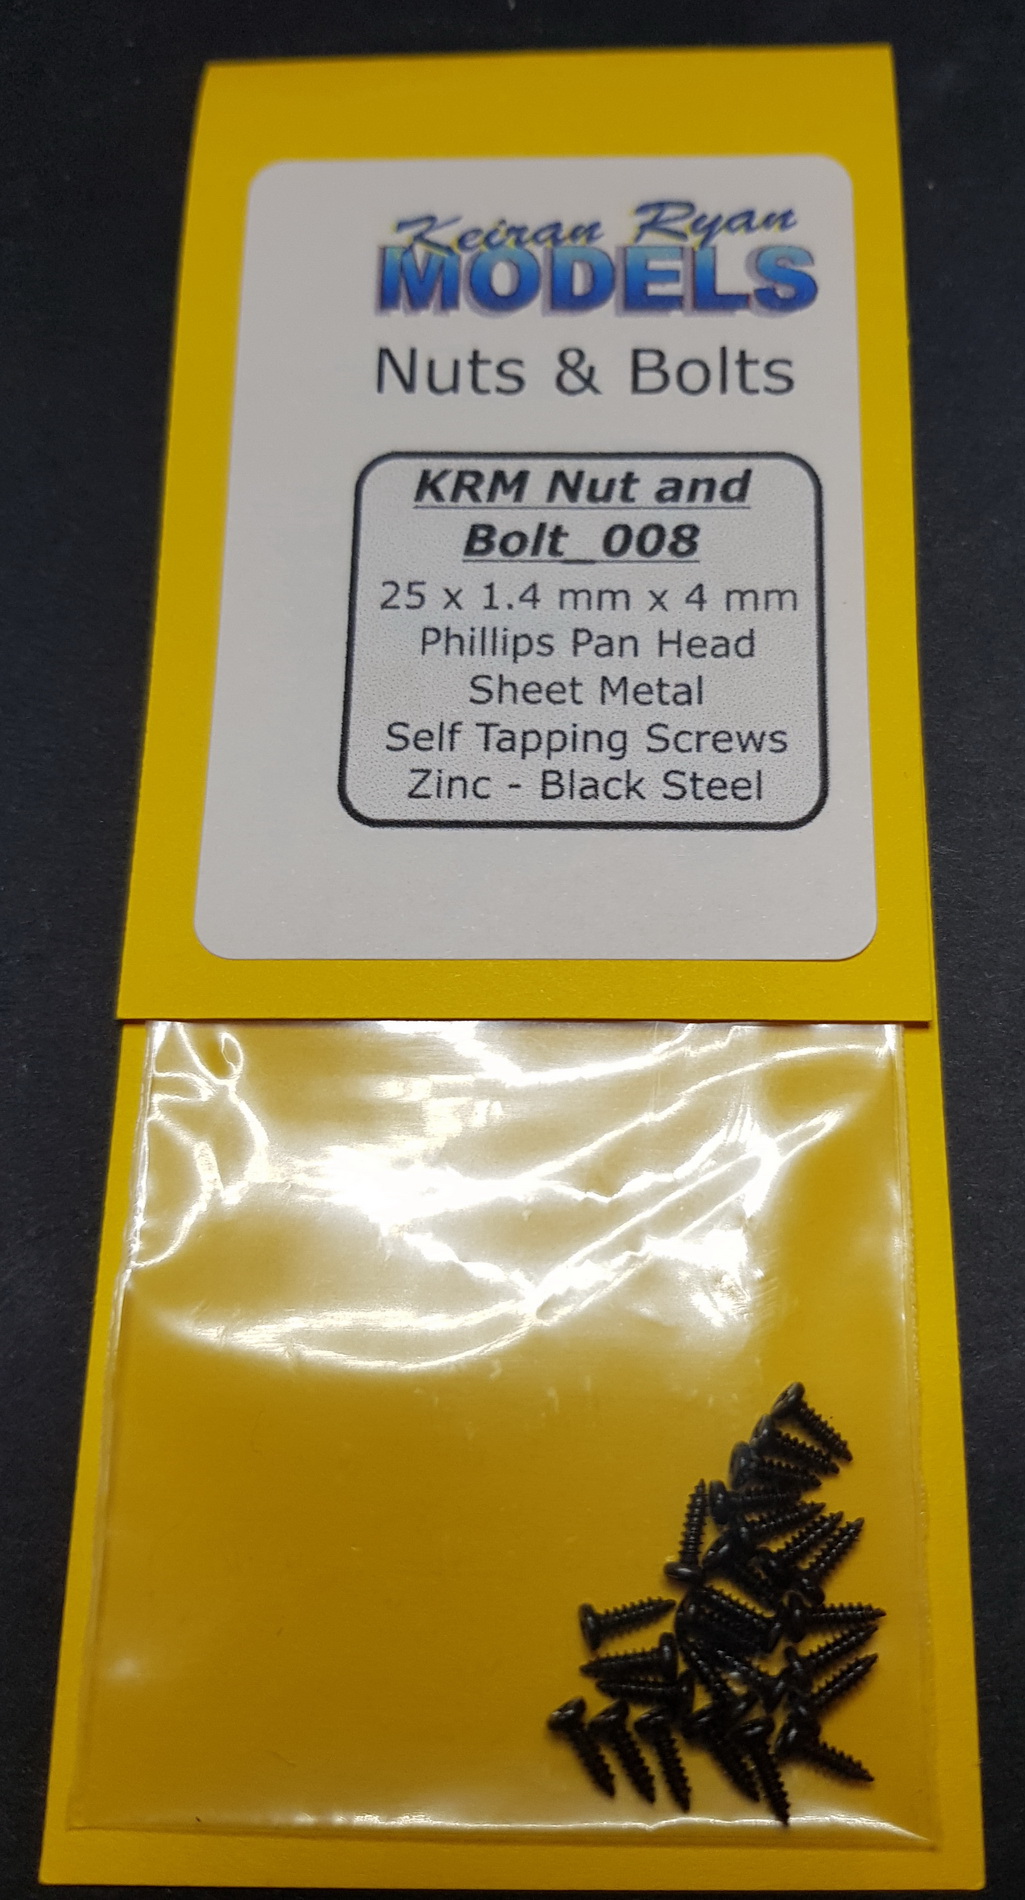 Keiran Ryan
MODELS
Nuts & Bolts
KRM Nut and
Bolt_008
25 x 1.4 mm x 4 mm
Phillips Pan Head
Sheet Metal
Self Tapping Screws
Zinc - Black Steel